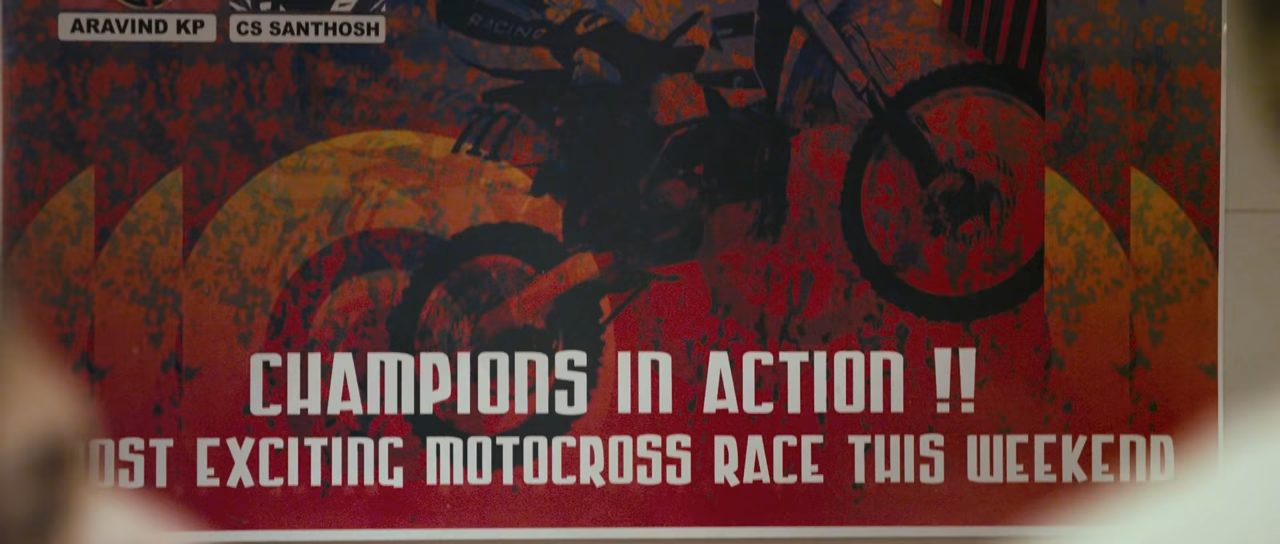 ARAVIND KP CS SANTHOSH
RACING
CHAMPIONS IN ACTION !!
EXCITING MOTOCROSS RACE THIS WEEKEND